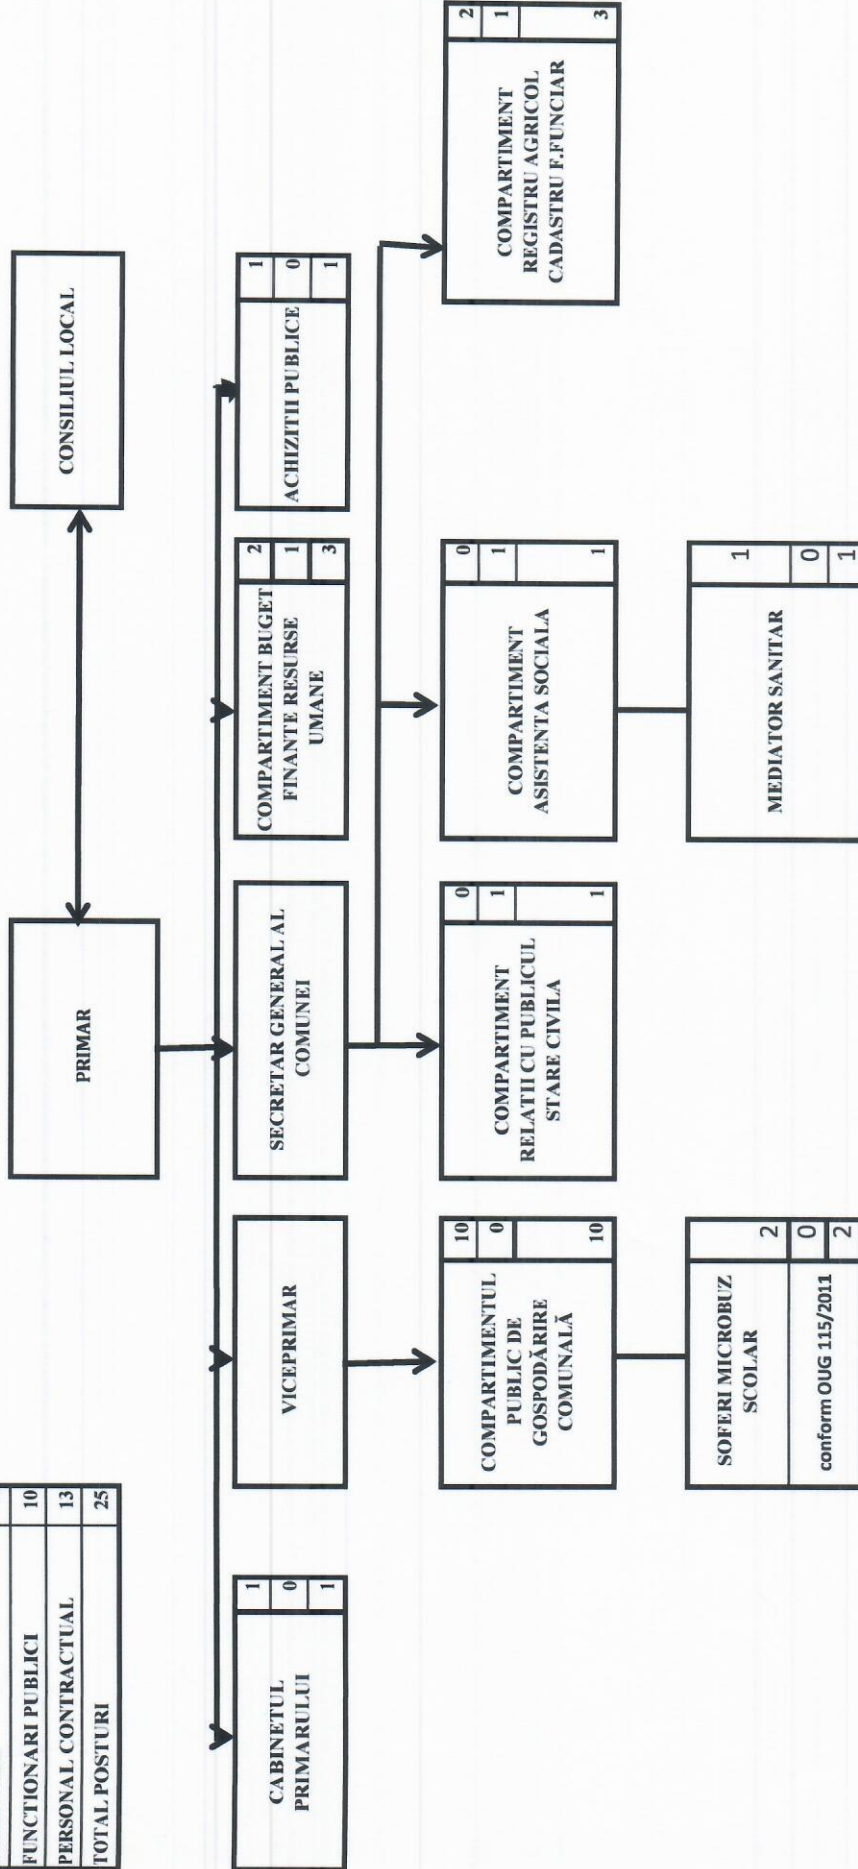 FUNCTIONARI PUBLICI 10
PERSONAL CONTRACTUAL 13
TOTAL POSTURI 25
PRIMAR
CONSILIUL LOCAL
CABINETUL
PRIMARULUI
1
0
1
VICEPRIMAR
SECRETAR GENERAL AL
COMUNEI
COMPARTIMENT BUGET
FINANTE RESURSE
UMANE
2
1
3
ACHIZITII PUBLICE
1
0
1
COMPARTIMENTUL
PUBLIC DE
GOSPODĂRIRE
COMUNALĂ
10
0
10
COMPARTIMENT
RELATII CU PUBLICUL
STARE CIVILA
0
1
1
COMPARTIMENT
ASISTENTA SOCIALA
0
1
1
COMPARTIMENT
REGISTRU AGRICOL
CADASTRU F.FUNCIAR
2
1
3
SOFERI MICROBUZ
SCOLAR
2
conform OUG 115/2011
0
2
MEDIATOR SANITAR
1
0
1